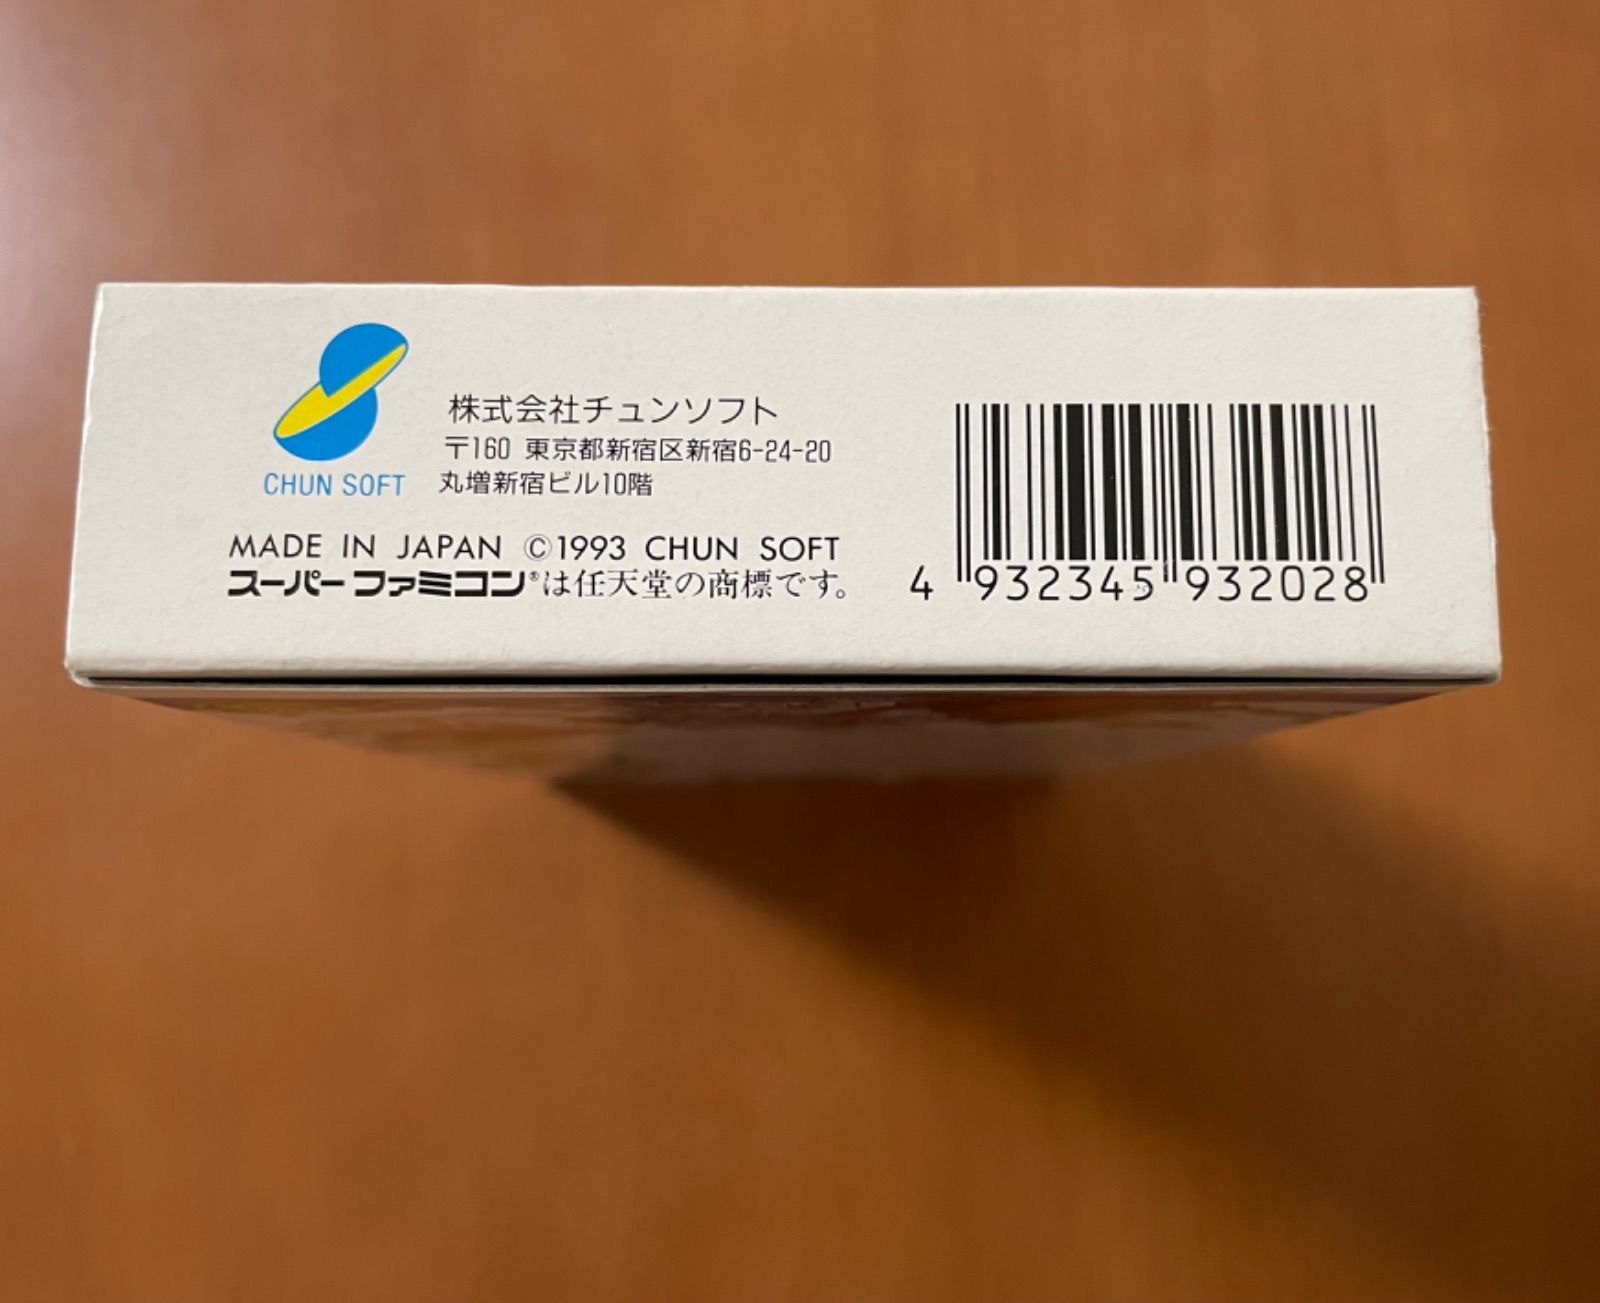 CHUN SOFT
株式会社チュンソフト
〒160 東京都新宿区新宿6-24-20
丸増新宿ビル10階
MADE IN JAPAN ©1993 CHUN SOFT
スーパーファミコン®は任天堂の商標です。
4 932345 932028